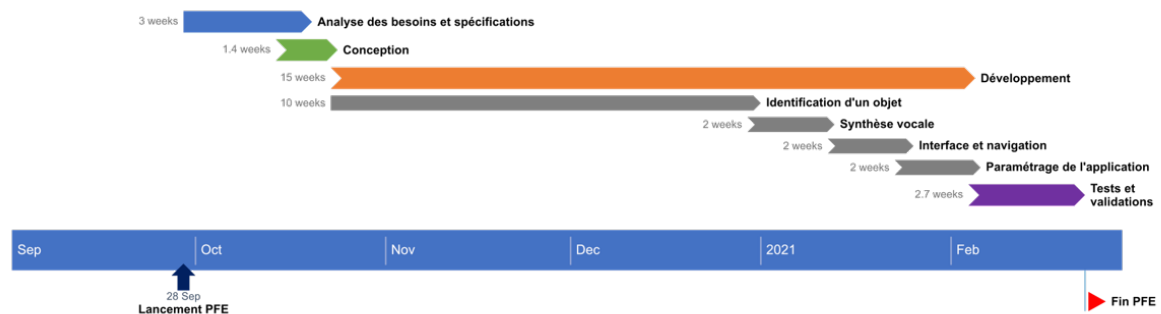 3 weeks Analyse des besoins et spécifications
1.4 weeks Conception
15 weeks Développement
10 weeks Identification d'un objet
2 weeks Synthèse vocale
2 weeks Interface et navigation
2 weeks Paramétrage de l'application
2.7 weeks Tests et
validations
Sep Oct Nov Dec 2021 Feb
28 Sep
Lancement PFE
Fin PFE